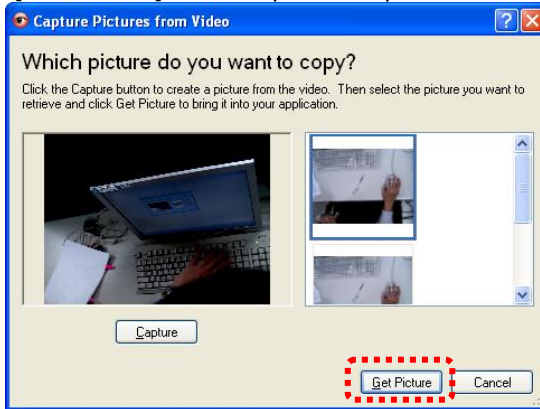 Capture Pictures from Video
Which picture do you want to copy?
Click the Capture button to create a picture from the video. Then select the picture you want to
retrieve and click Get Picture to bring it into your application.
Capture
Get Picture
Cancel